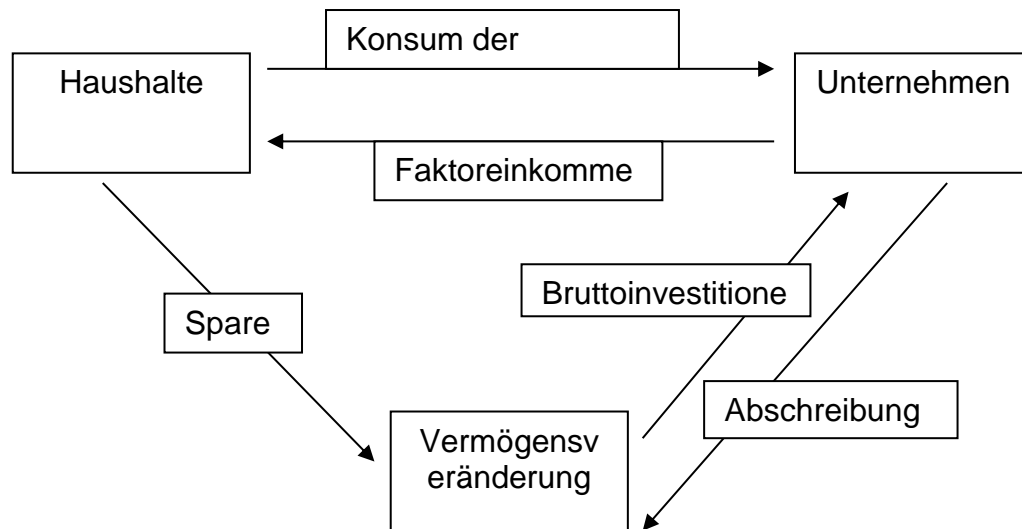 Konsum der
Haushalte
Unternehmen
Faktoreinkomme
Bruttoinvestitione
Spare
Abschreibung
Vermögensv
eränderung